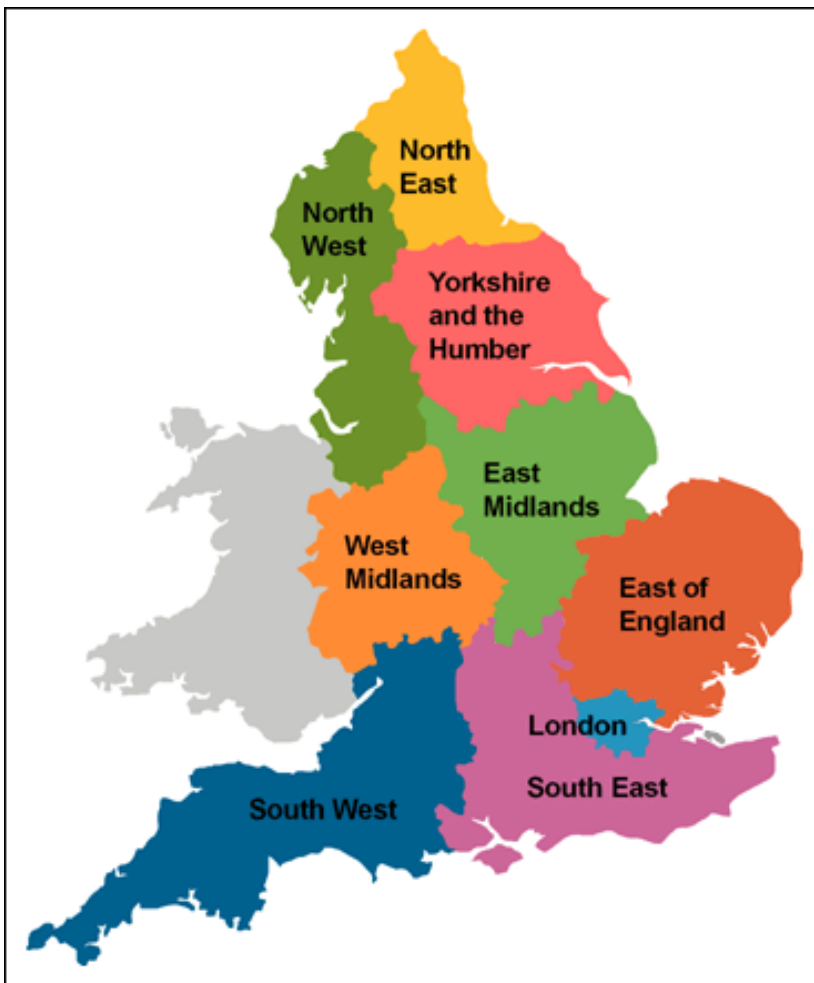 North
East
North
West
Yorkshire
and the
Humber
East
Midlands
West
Midlands
East of
England
London
South East
South West